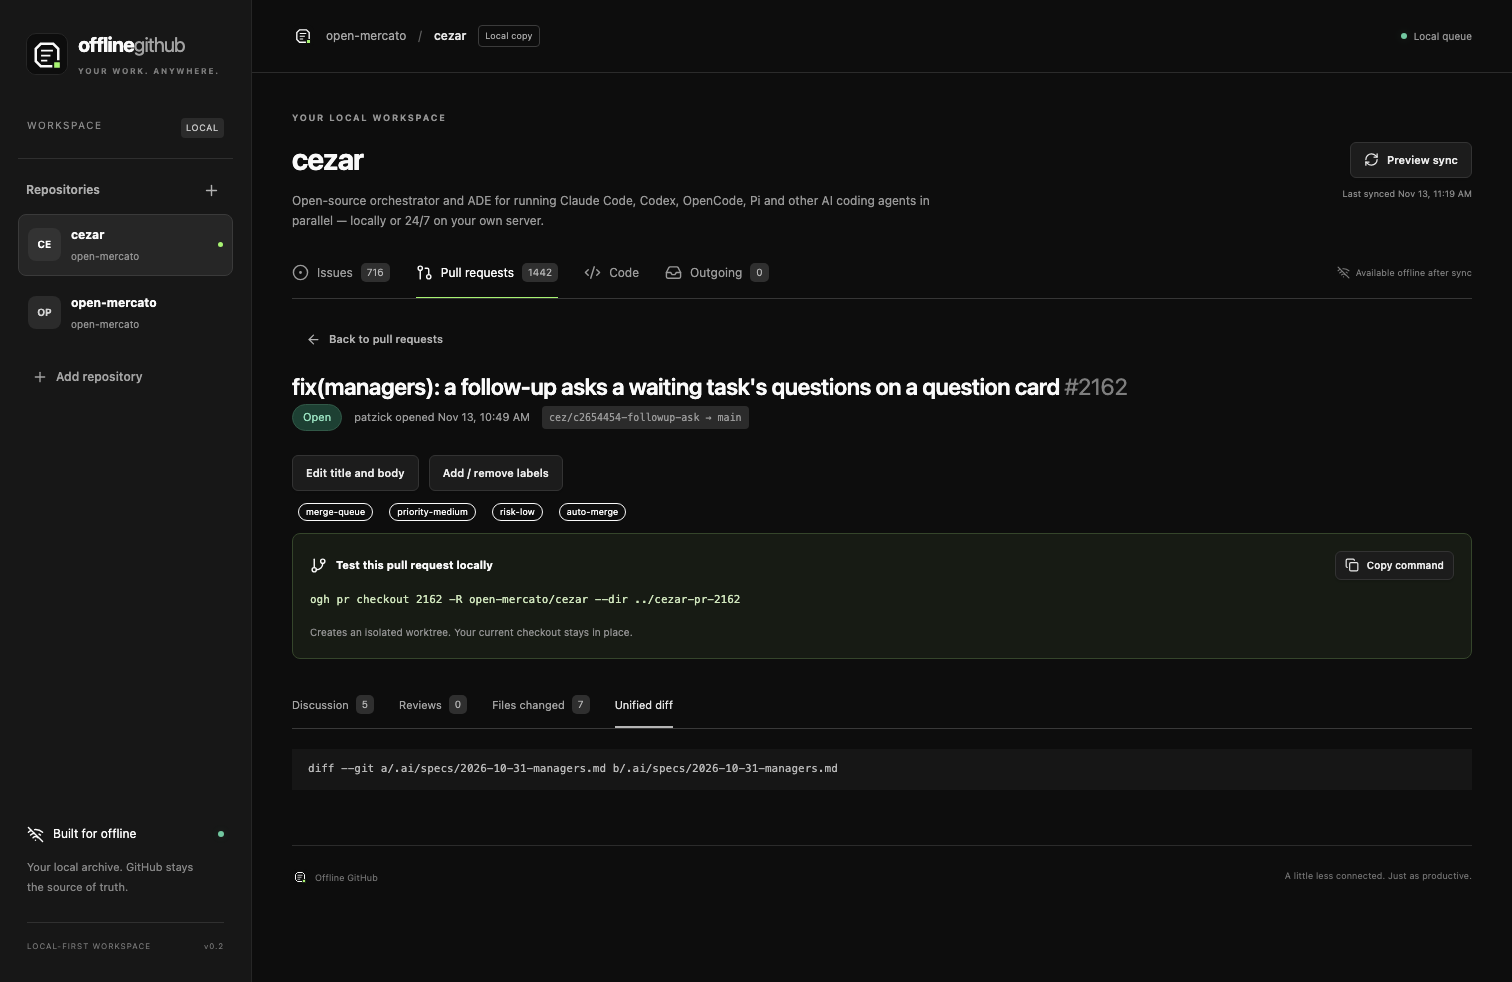 offlinegithub
YOUR WORK. ANYWHERE.
WORKSPACE
LOCAL
Repositories
CE
cezar
open-mercato
OP
open-mercato
open-mercato
Add repository
Built for offline
Your local archive. GitHub stays
the source of truth.
LOCAL-FIRST WORKSPACE
v0.2
open-mercato / cezar
Local copy
Local queue
YOUR LOCAL WORKSPACE
cezar
Open-source orchestrator and ADE for running Claude Code, Codex, OpenCode, Pi and other AI coding agents in
parallel — locally or 24/7 on your own server.
Preview sync
Last synced Nov 13, 11:19 AM
Issues 716
Pull requests 1442
Code
Outgoing 0
Available offline after sync
Back to pull requests
fix(managers): a follow-up asks a waiting task's questions on a question card #2162
Open
patzick opened Nov 13, 10:49 AM
cez/c2654454-followup-ask → main
Edit title and body
Add / remove labels
merge-queue
priority-medium
risk-low
auto-merge
Test this pull request locally
Copy command
ogh pr checkout 2162 -R open-mercato/cezar --dir ../cezar-pr-2162
Creates an isolated worktree. Your current checkout stays in place.
Discussion 5
Reviews 0
Files changed 7
Unified diff
diff --git a/.ai/specs/2026-10-31-managers.md b/.ai/specs/2026-10-31-managers.md
Offline GitHub
A little less connected. Just as productive.